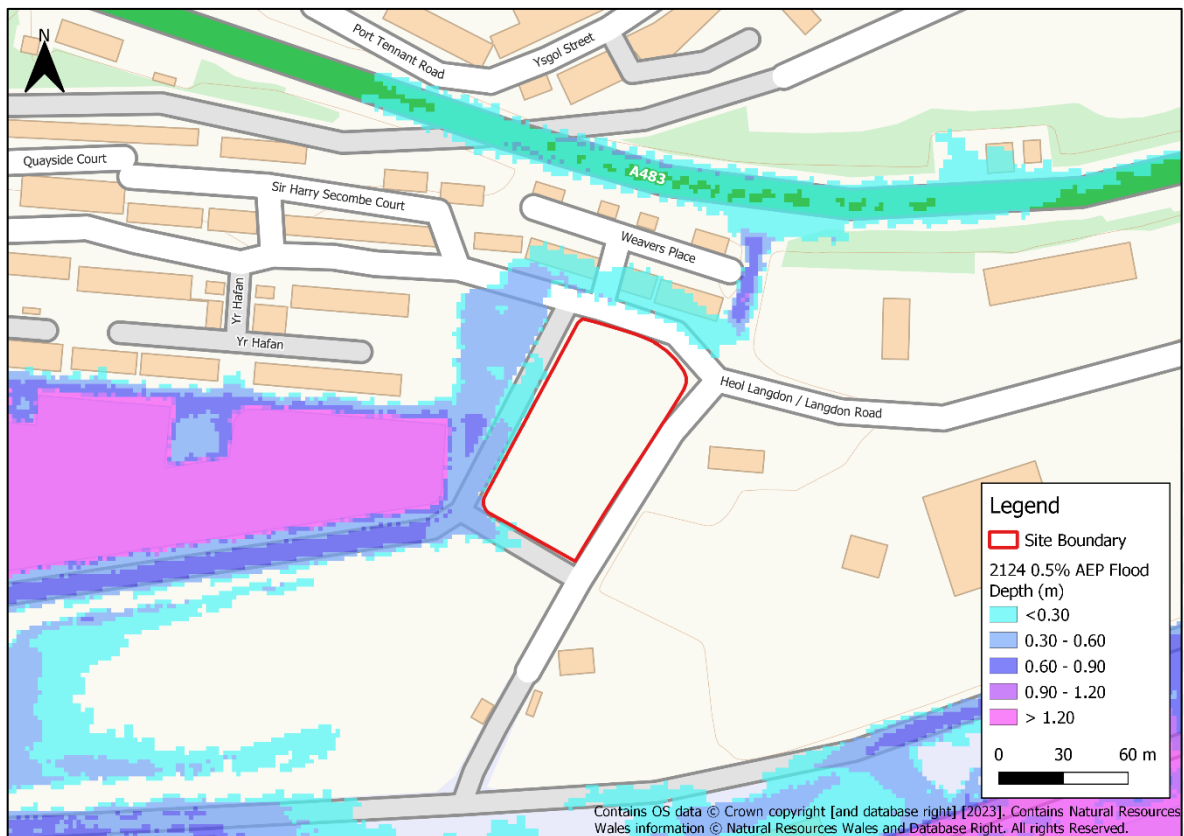 N
Port Tennant Road
Ysgol Street
A483
Quayside Court
Sir Harry Secombe Court
Weavers Place
Yr Hafan
Yr Hafan
Heol Langdon / Langdon Road
Legend
Site Boundary
2124 0.5% AEP Flood
Depth (m)
<0.30
0.30 - 0.60
0.60 - 0.90
0.90 - 1.20
> 1.20
0 30 60 m
Contains OS data © Crown copyright [and database right] [2023]. Contains Natural Resources
Wales information © Natural Resources Wales and Database Right. All rights Reserved.